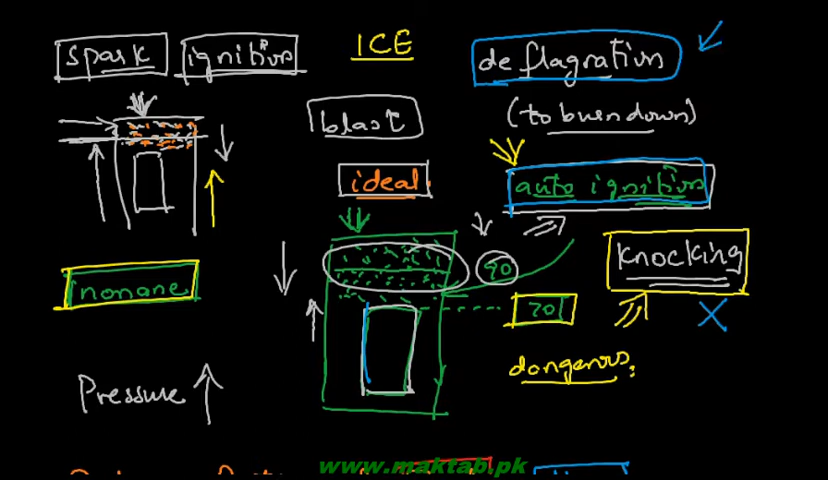 spark ignition ICE deflagration
blast (to burn down)
ideal auto ignition
knocking
90
nonane
701
dangerous.
Pressure
www.maktab.pk